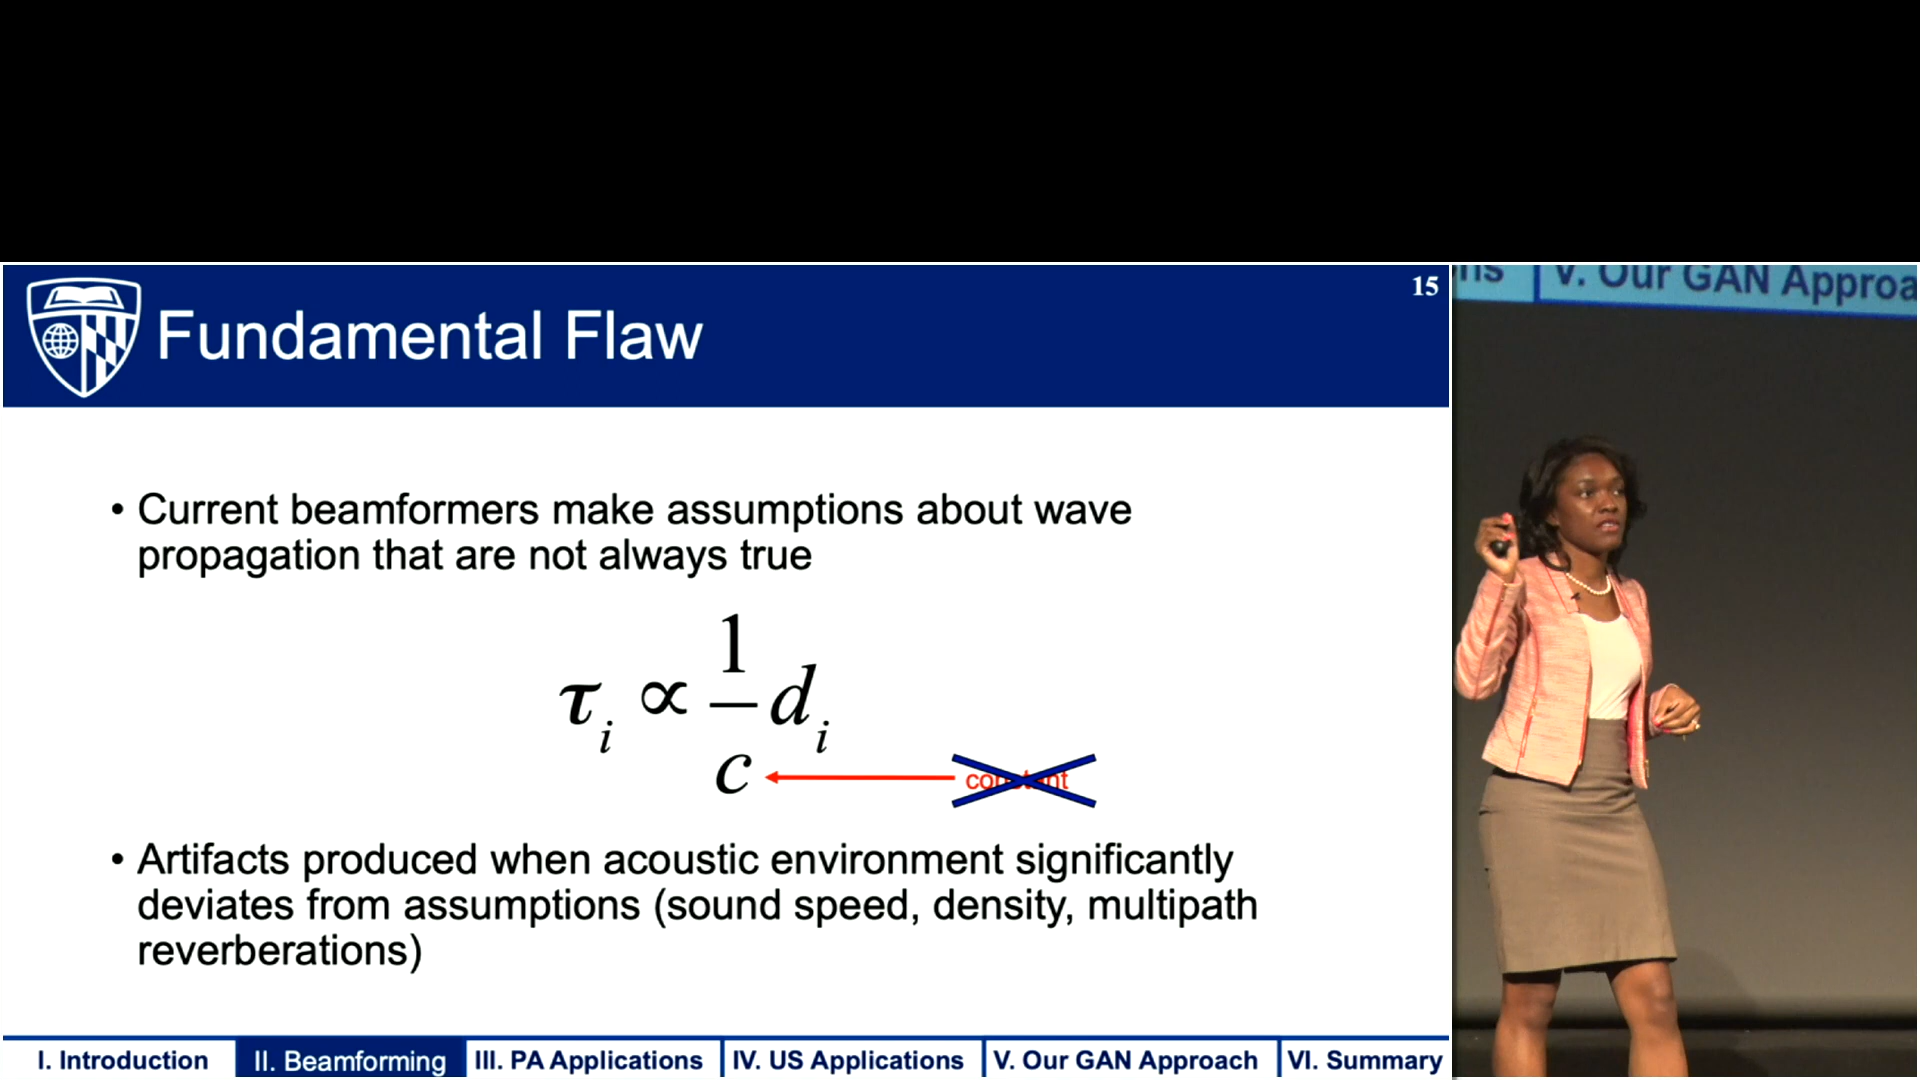 Fundamental Flaw
15
• Current beamformers make assumptions about wave
propagation that are not always true
τᵢ ∝ 1/c dᵢ
• Artifacts produced when acoustic environment significantly
deviates from assumptions (sound speed, density, multipath
reverberations)
I. Introduction
II. Beamforming
III. PA Applications
IV. US Applications
V. Our GAN Approach
VI. Summary
V. Our GAN